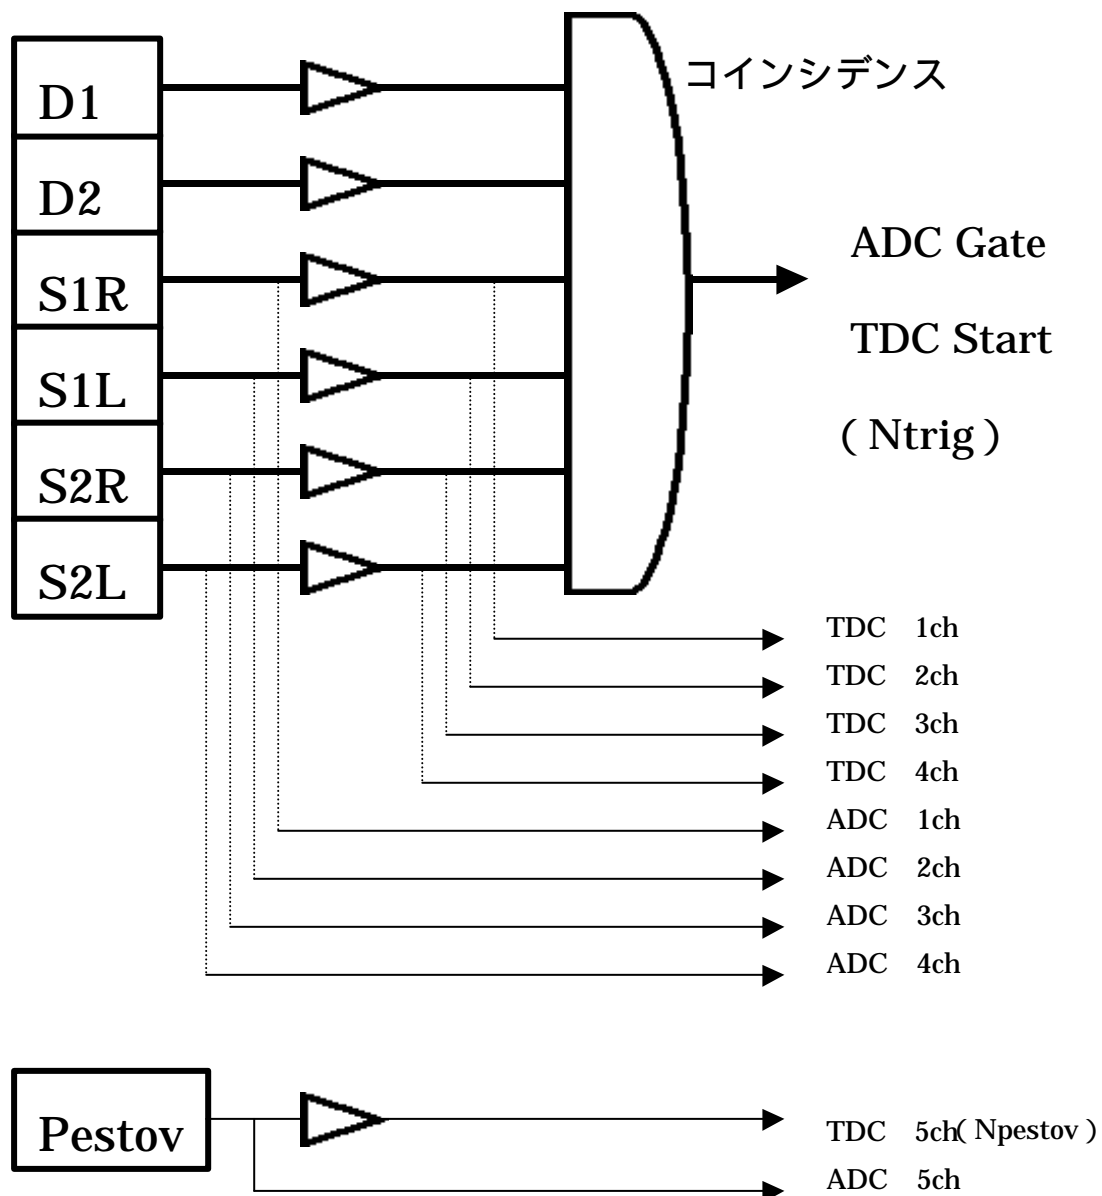 D1
コインシデンス
D2
S1R
ADC Gate
S1L
TDC Start
S2R
( Ntrig )
S2L
TDC 1ch
TDC 2ch
TDC 3ch
TDC 4ch
ADC 1ch
ADC 2ch
ADC 3ch
ADC 4ch
Pestov
TDC 5ch( Npestov )
ADC 5ch